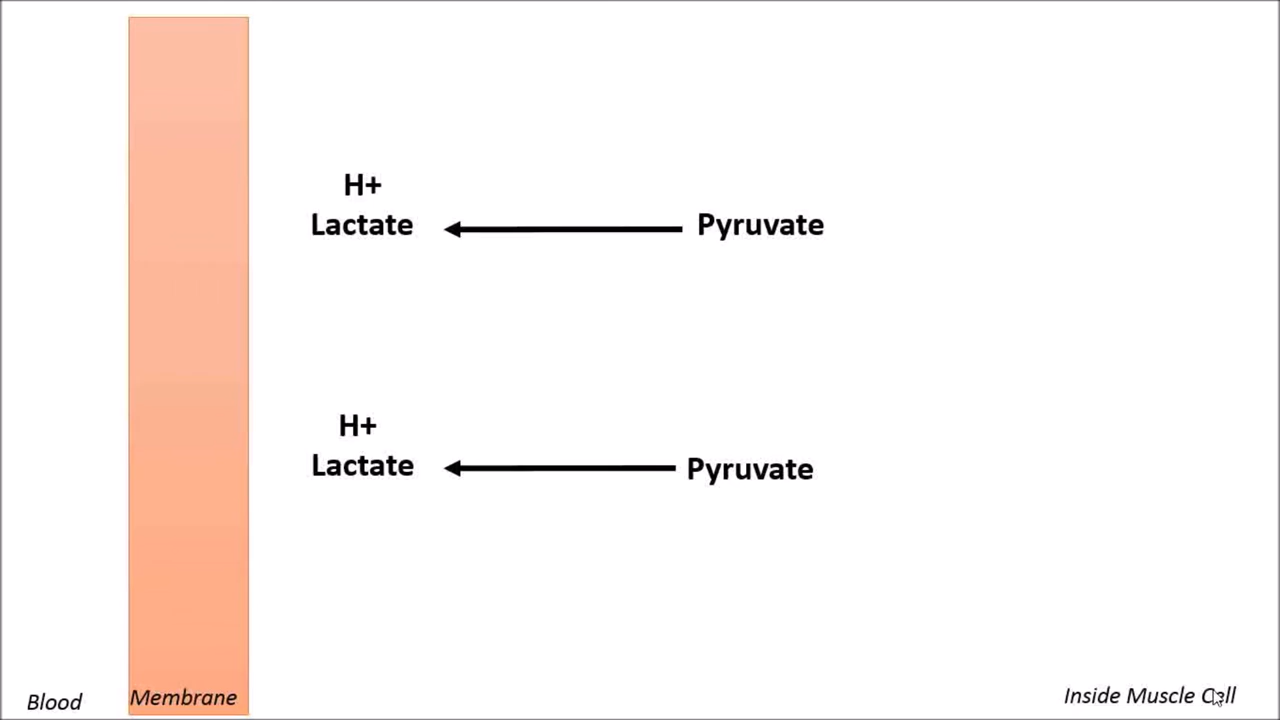 H+
Lactate
Pyruvate
H+
Lactate
Pyruvate
Blood
Membrane
Inside Muscle Cell